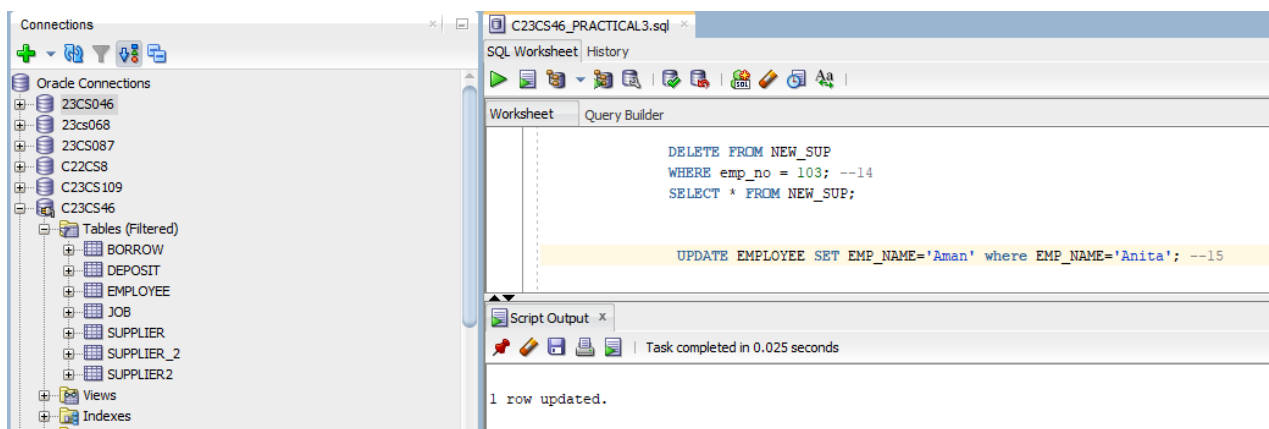 Connections
Oracle Connections
23CS046
23cs068
23CS087
C22CS8
C23CS109
C23CS46
Tables (Filtered)
BORROW
DEPOSIT
EMPLOYEE
JOB
SUPPLIER
SUPPLIER_2
SUPPLIER2
Views
Indexes
C23CS46_PRACTICAL3.sql
SQL Worksheet History
Worksheet Query Builder
DELETE FROM NEW_SUP
WHERE emp_no = 103; --14
SELECT * FROM NEW_SUP;
UPDATE EMPLOYEE SET EMP_NAME='Aman' where EMP_NAME='Anita'; --15
Script Output
Task completed in 0.025 seconds
1 row updated.